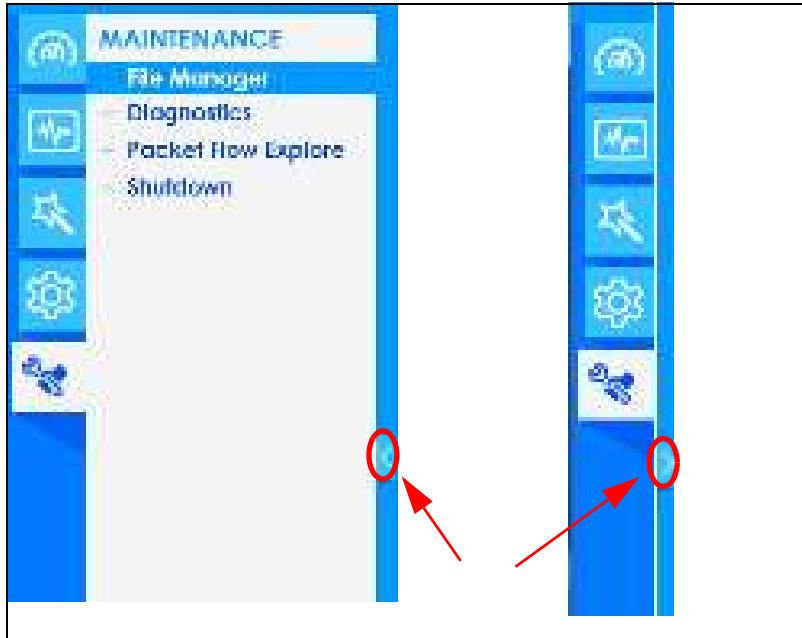 MAINTENANCE
File Manager
Diagnostics
Packet Flow Explore
Shutdown